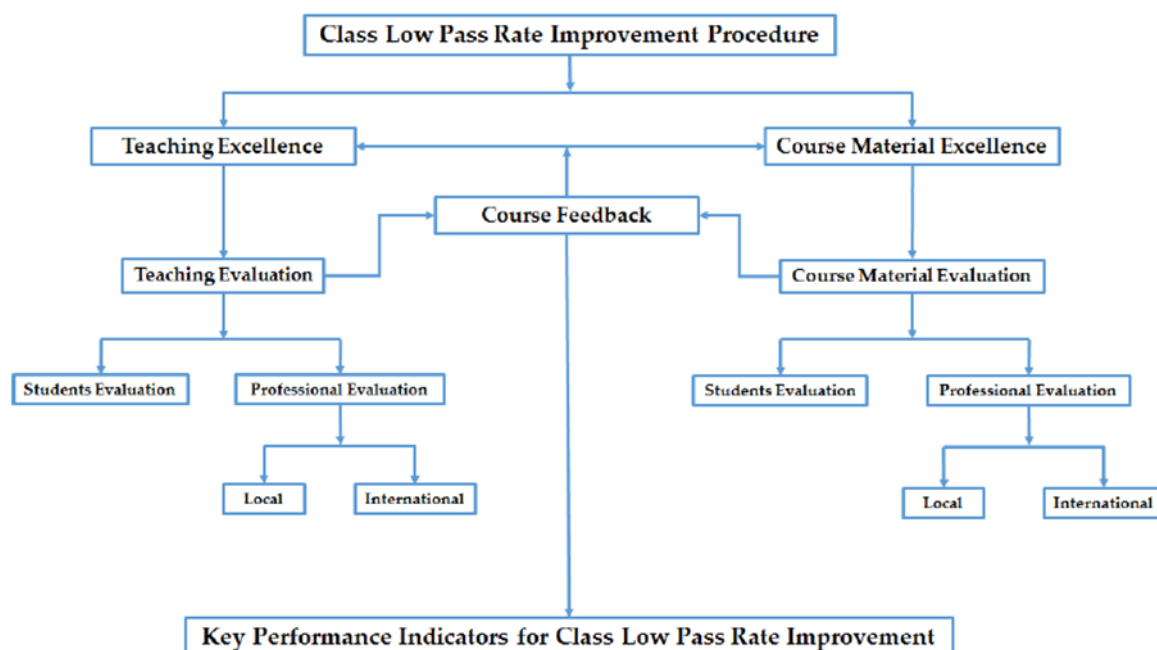 Class Low Pass Rate Improvement Procedure
Teaching Excellence
Course Material Excellence
Course Feedback
Teaching Evaluation
Course Material Evaluation
Students Evaluation
Professional Evaluation
Students Evaluation
Professional Evaluation
Local
International
Local
International
Key Performance Indicators for Class Low Pass Rate Improvement